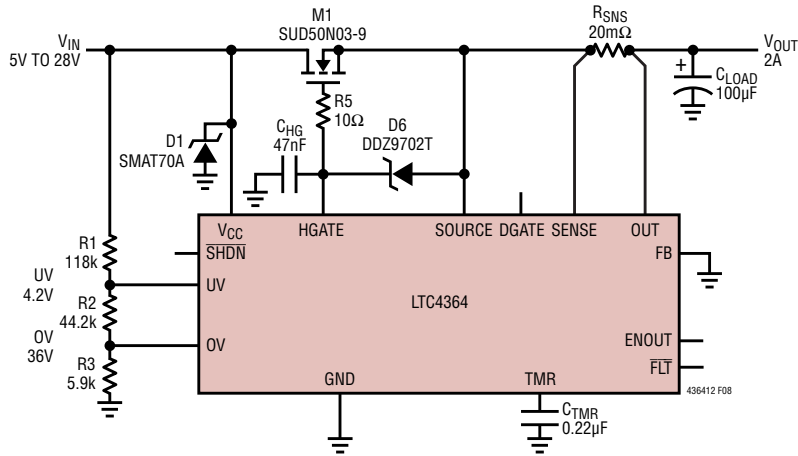 M1
SUD50N03-9
RSNS
20mΩ
VIN
5V TO 28V
VOUT
2A
+
CLOAD
100µF
R5
10Ω
D6
DDZ9702T
CHG
47nF
D1
SMAT70A
VCC
HGATE
SOURCE
DGATE
SENSE
OUT
SHDN
FB
R1
118k
UV
4.2V
UV
R2
44.2k
LTC4364
OV
36V
OV
ENOUT
R3
5.9k
FLT
GND
TMR
436412 F08
CTMR
0.22µF